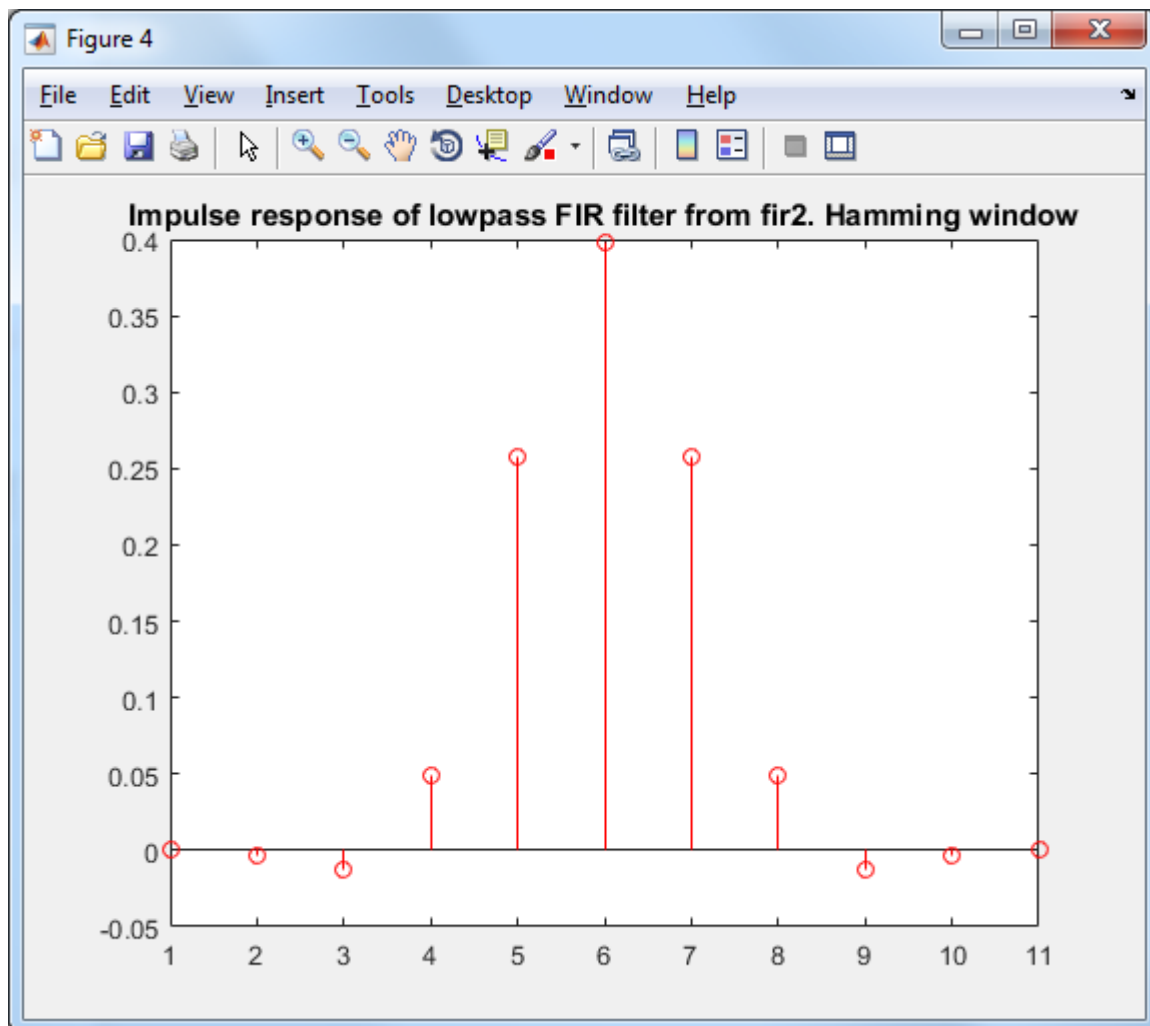 Figure 4
File Edit View Insert Tools Desktop Window Help
Impulse response of lowpass FIR filter from fir2. Hamming window
0.4
0.35
0.3
0.25
0.2
0.15
0.1
0.05
0
-0.05
1 2 3 4 5 6 7 8 9 10 11